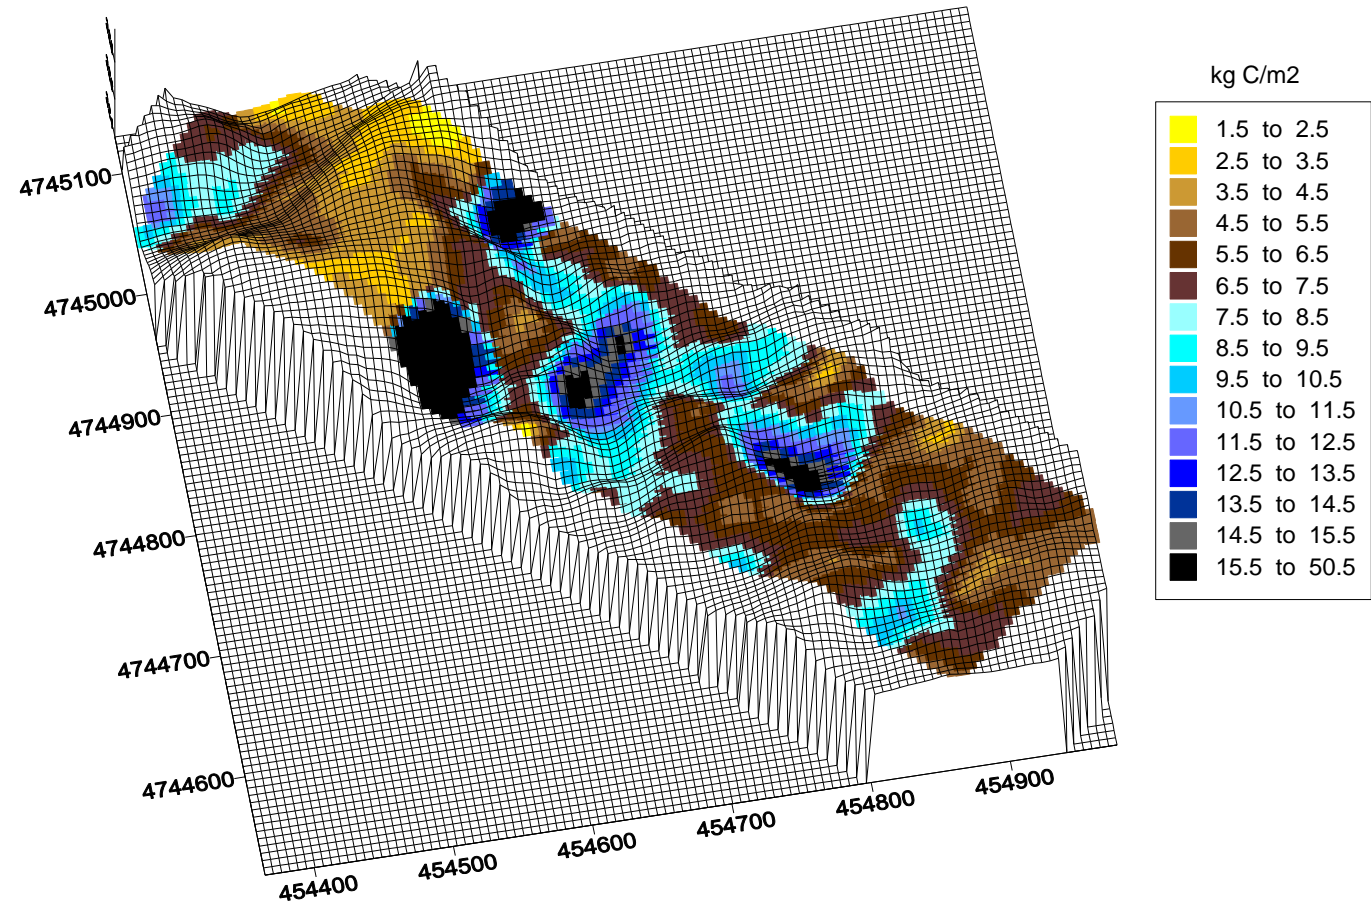 kg C/m2
1.5 to 2.5
2.5 to 3.5
3.5 to 4.5
4.5 to 5.5
5.5 to 6.5
6.5 to 7.5
7.5 to 8.5
8.5 to 9.5
9.5 to 10.5
10.5 to 11.5
11.5 to 12.5
12.5 to 13.5
13.5 to 14.5
14.5 to 15.5
15.5 to 50.5
4745100
4745000
4744900
4744800
4744700
4744600
454400
454500
454600
454700
454800
454900